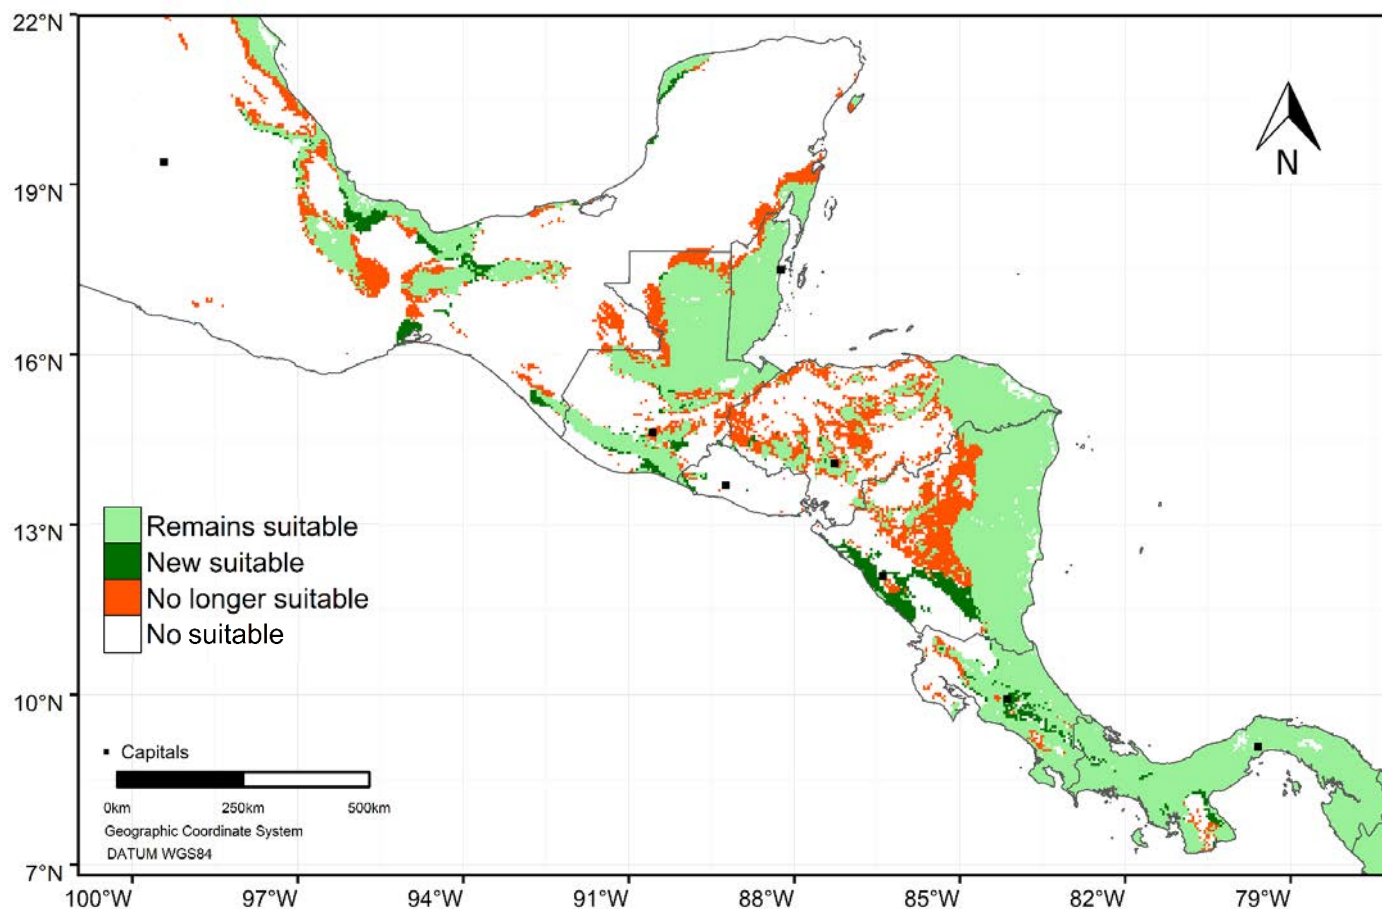 22°N
19°N
16°N
13°N
10°N
7°N
N
Remains suitable
New suitable
No longer suitable
No suitable
Capitals
0km 250km 500km
Geographic Coordinate System
DATUM WGS84
100°W 97°W 94°W 91°W 88°W 85°W 82°W 79°W